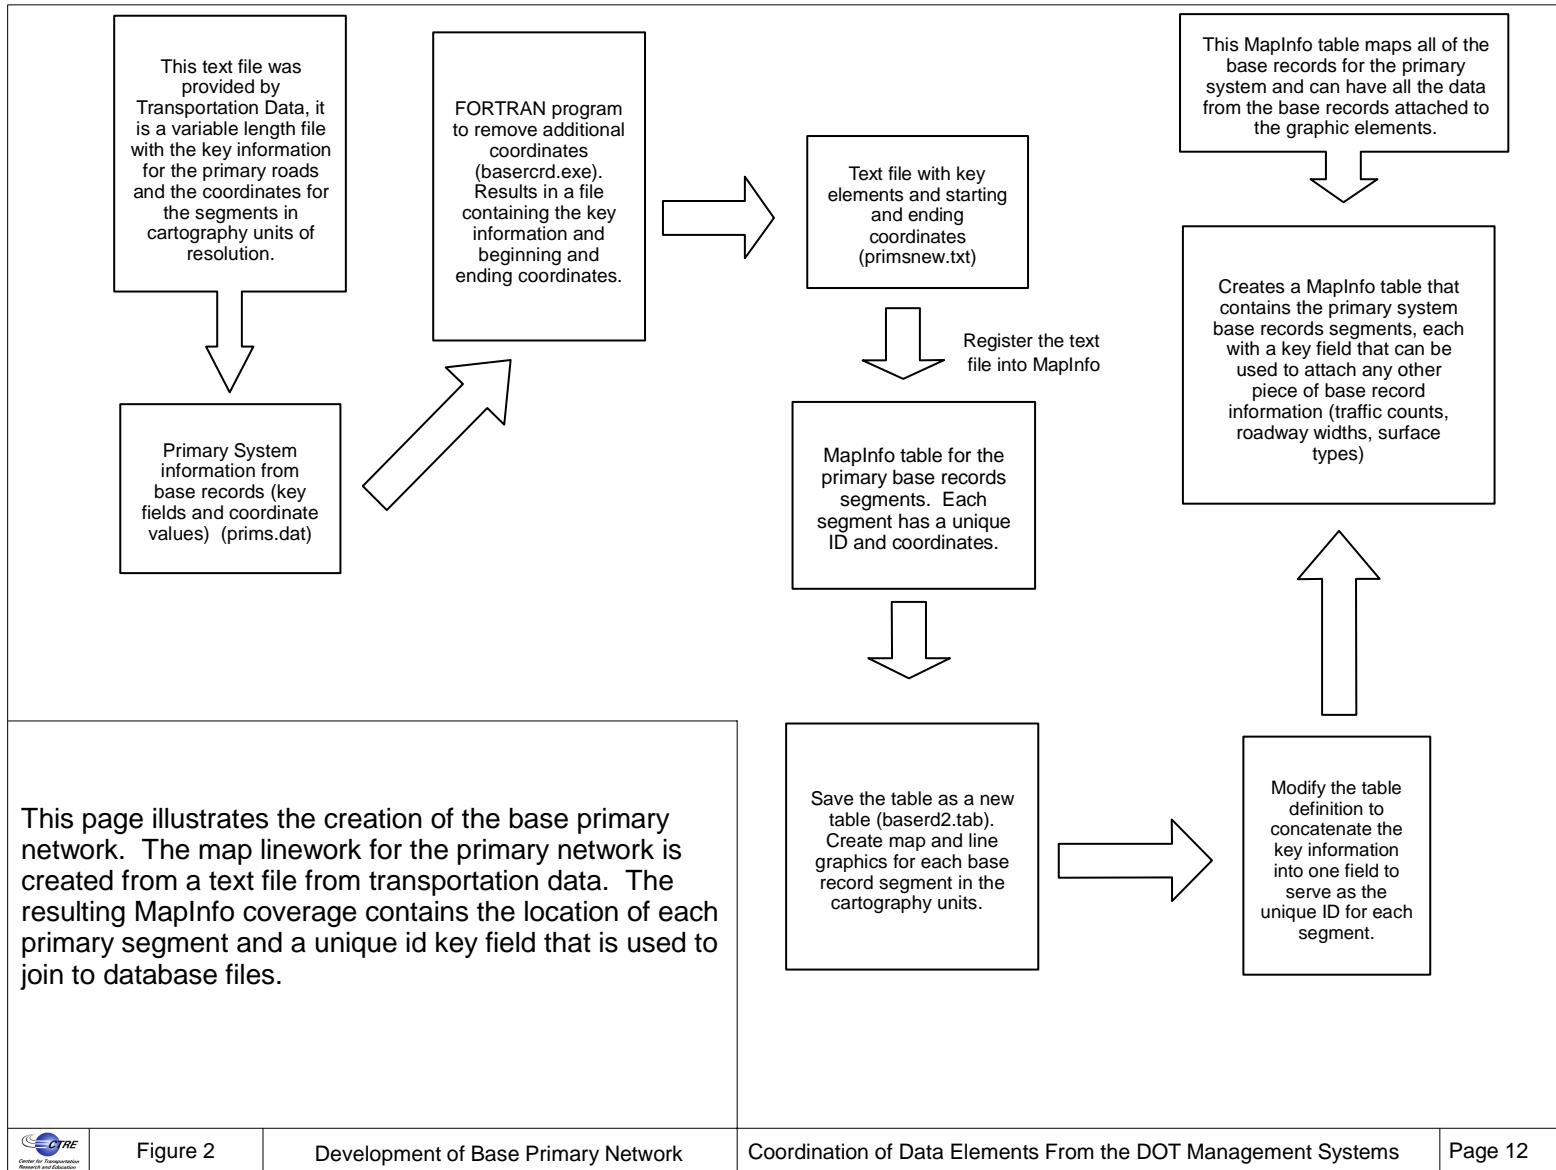 This text file was
provided by
Transportation Data, it
is a variable length file
with the key information
for the primary roads
and the coordinates for
the segments in
cartography units of
resolution.
Primary System
information from
base records (key
fields and coordinate
values)  (prims.dat)
FORTRAN program
to remove additional
coordinates
(basercrd.exe).
Results in a file
containing the key
information and
beginning and
ending coordinates.
Text file with key
elements and starting
and ending
coordinates
(primsnew.txt)
Register the text
file into MapInfo
MapInfo table for the
primary base records
segments.  Each
segment has a unique
ID and coordinates.
Save the table as a new
table (baserd2.tab).
Create map and line
graphics for each base
record segment in the
cartography units.
Modify the table
definition to
concatenate the
key information
into one field to
serve as the
unique ID for each
segment.
Creates a MapInfo table that
contains the primary system
base records segments, each
with a key field that can be
used to attach any other
piece of base record
information (traffic counts,
roadway widths, surface
types)
This MapInfo table maps all of the
base records for the primary
system and can have all the data
from the base records attached to
the graphic elements.
This page illustrates the creation of the base primary
network.  The map linework for the primary network is
created from a text file from transportation data.  The
resulting MapInfo coverage contains the location of each
primary segment and a unique id key field that is used to
join to database files.
CTRE
Center for Transportation
Research and Education
Figure 2
Development of Base Primary Network
Coordination of Data Elements From the DOT Management Systems
Page 12